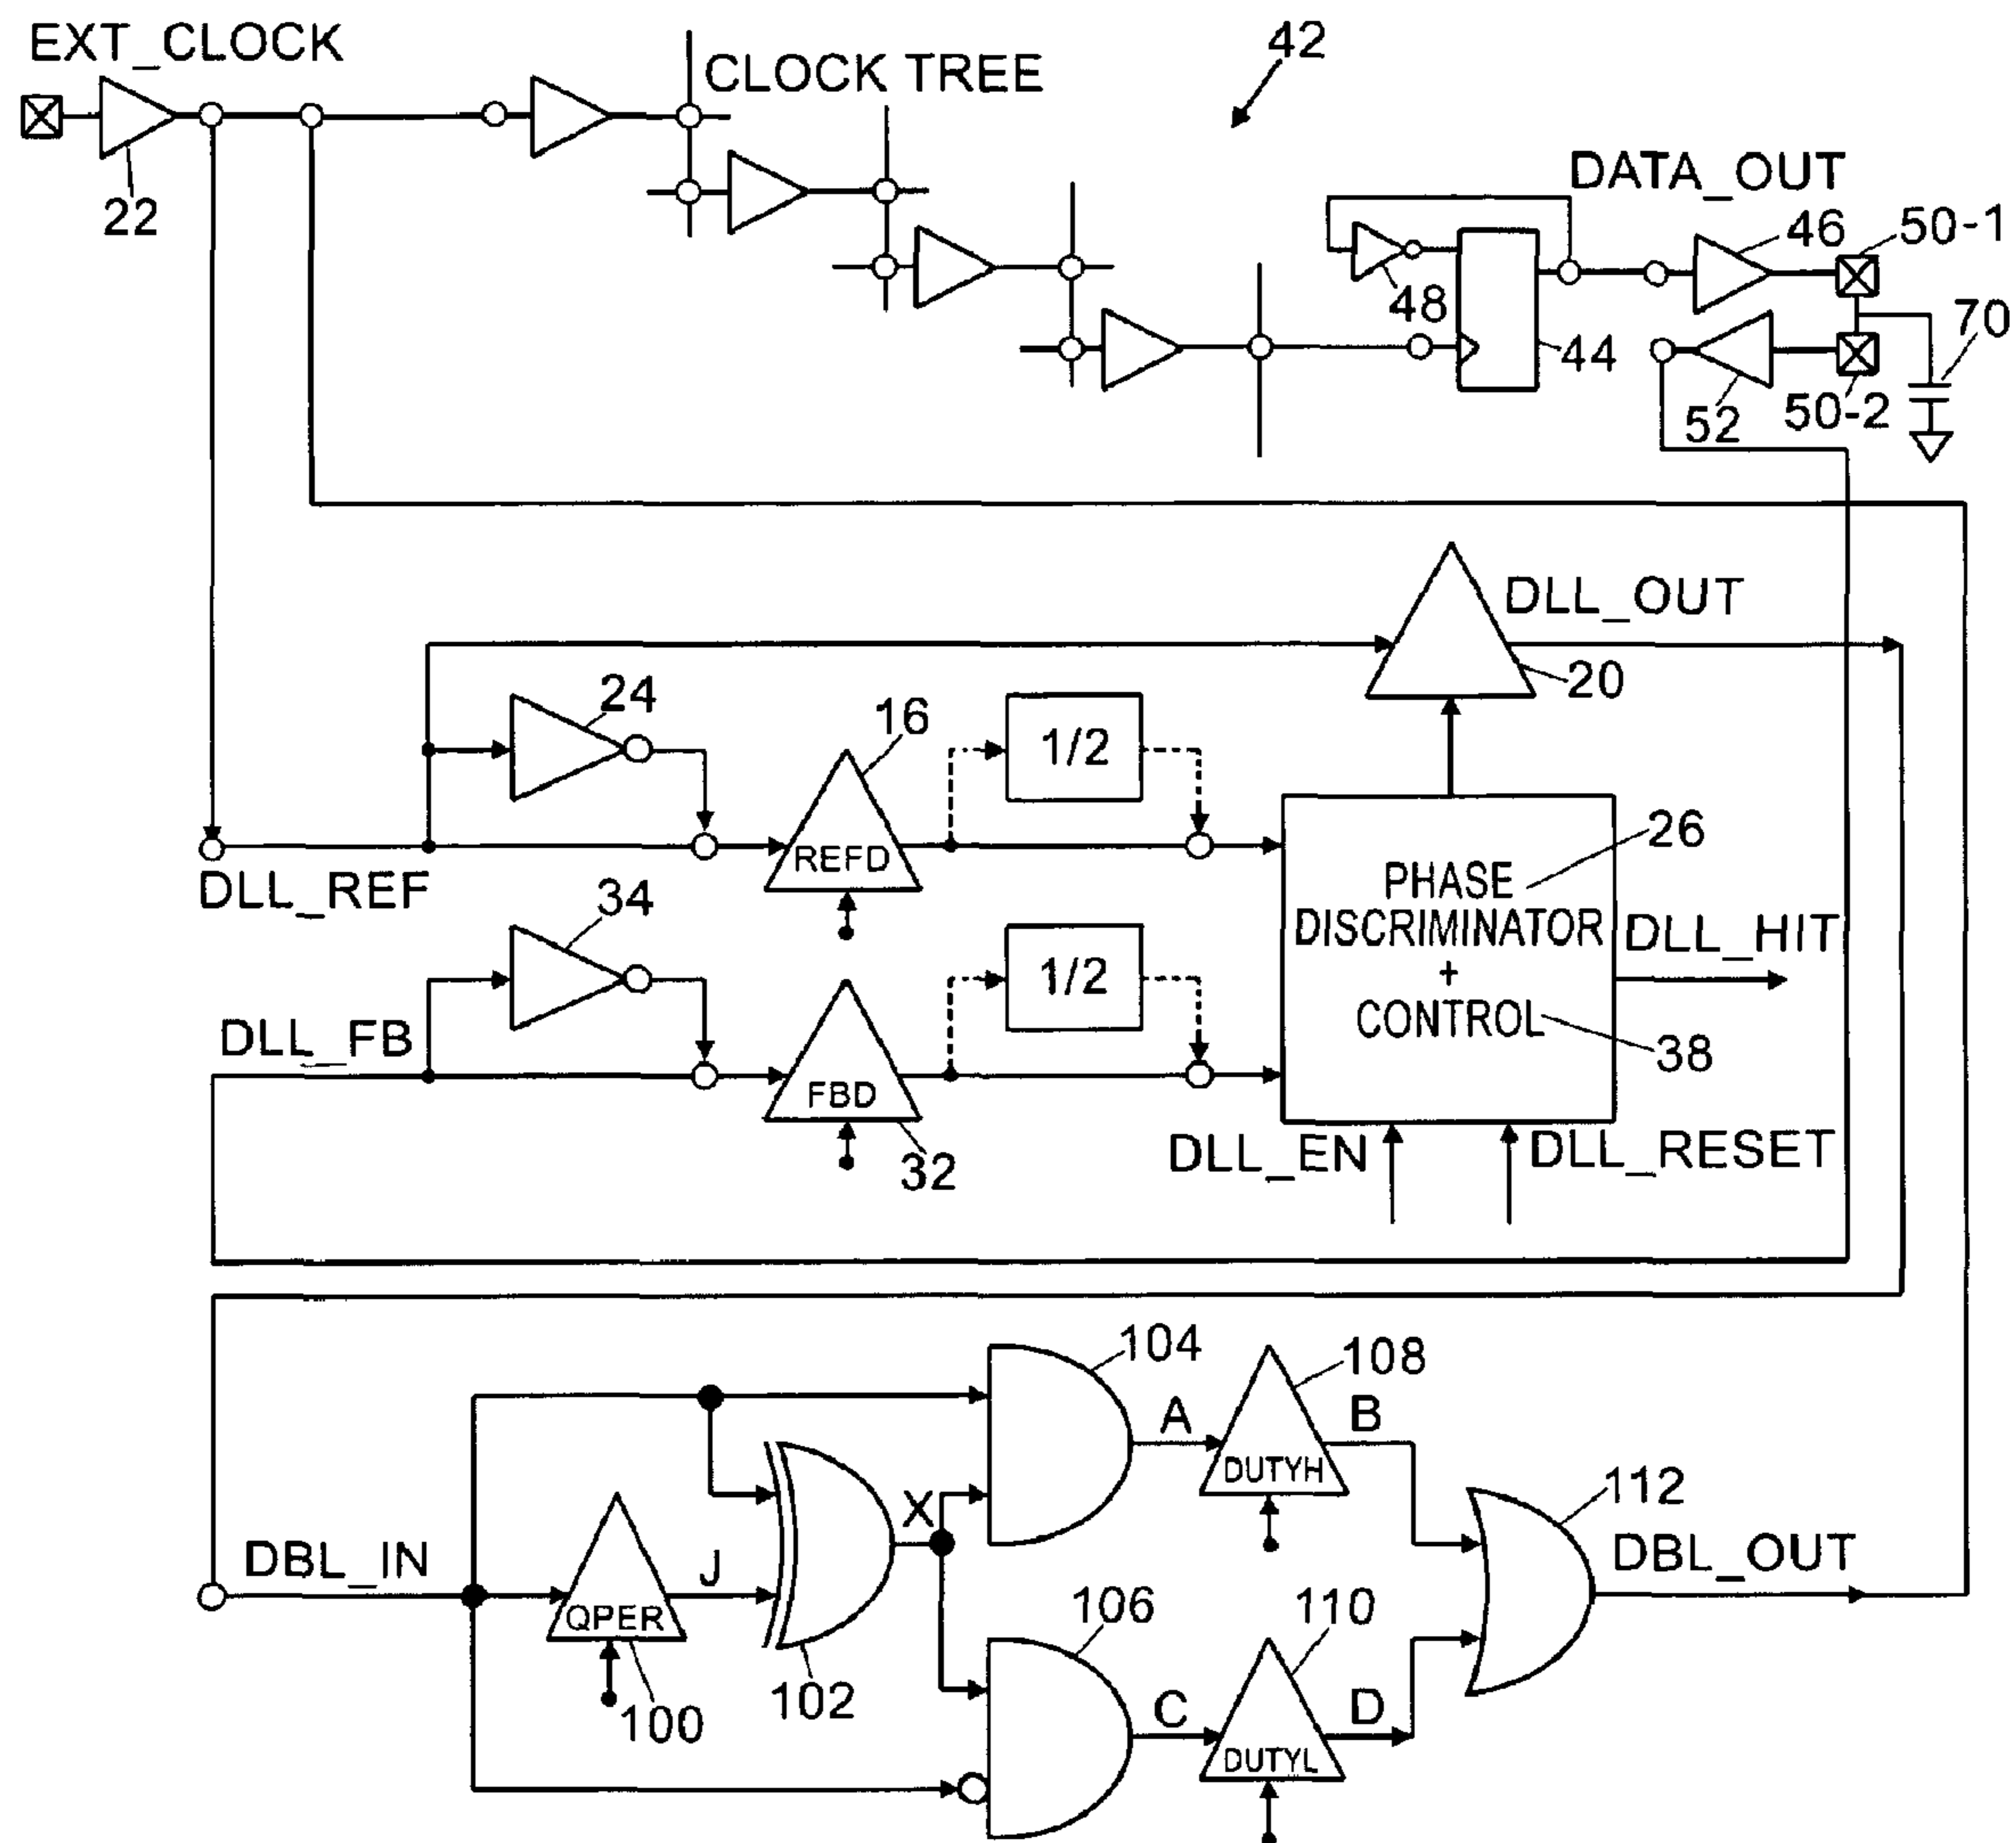 EXT_CLOCK
CLOCK TREE
42
22
DATA_OUT
46
50-1
48
44
70
52
50-2
DLL_OUT
20
24
16
1/2
REFD
DLL_REF
26
PHASE
DISCRIMINATOR
+
CONTROL
38
DLL_HIT
34
1/2
DLL_FB
FBD
32
DLL_EN
DLL_RESET
104
108
A
B
DUTYH
X
112
DBL_IN
J
DBL_OUT
QPER
100
102
106
110
C
D
DUTYL